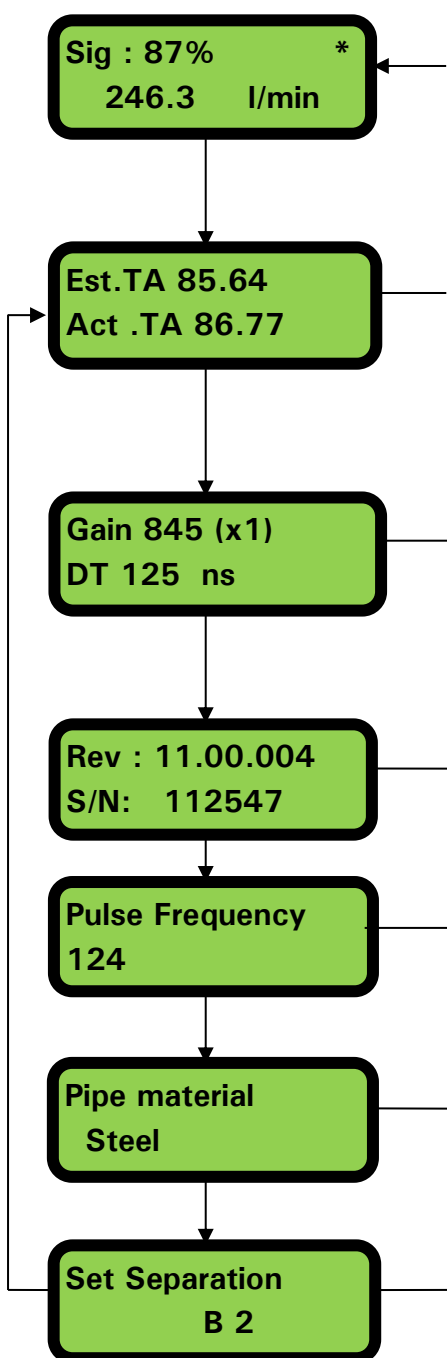 Sig : 87% *
246.3 l/min
Est.TA 85.64
Act .TA 86.77
Gain 845 (x1)
DT 125 ns
Rev : 11.00.004
S/N: 112547
Pulse Frequency
124
Pipe material
Steel
Set Separation
B 2